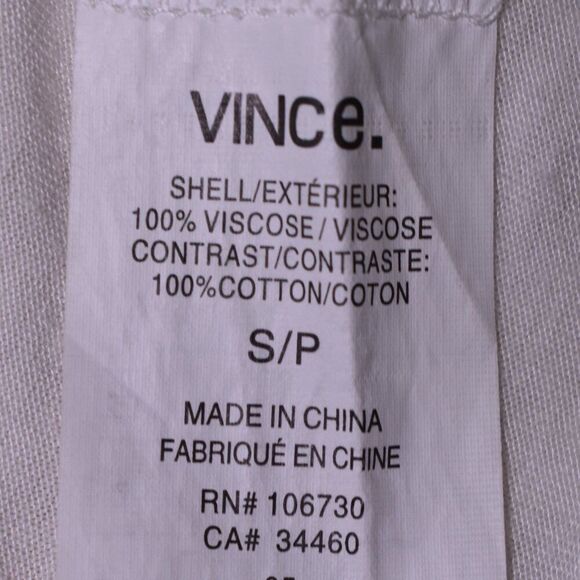 VINCe.
SHELL/EXTÉRIEUR:
100% VISCOSE / VISCOSE
CONTRAST/CONTRASTE:
100%COTTON/COTON
S/P
MADE IN CHINA
FABRIQUÉ EN CHINE
RN# 106730
CA# 34460